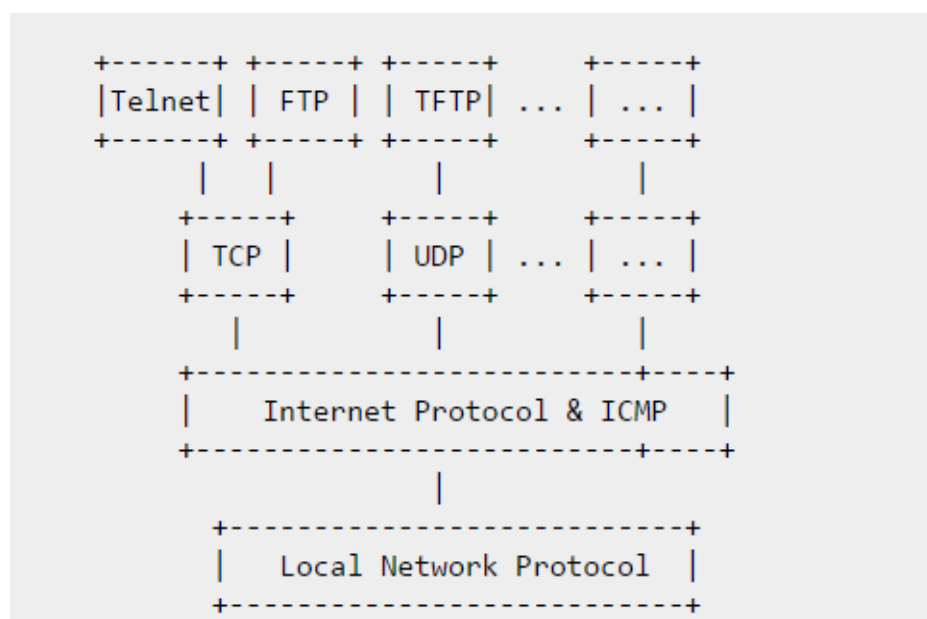 +------+ +-----+ +-----+     +-----+
|Telnet| | FTP | | TFTP| ... | ... |
+------+ +-----+ +-----+     +-----+
      |   |         |           |
     +-----+     +-----+     +-----+
     | TCP |     | UDP | ... | ... |
     +-----+     +-----+     +-----+
        |           |           |
     +--------------------------+----+
     |    Internet Protocol & ICMP   |
     +--------------------------+----+
                    |
       +---------------------------+
       |   Local Network Protocol  |
       +---------------------------+